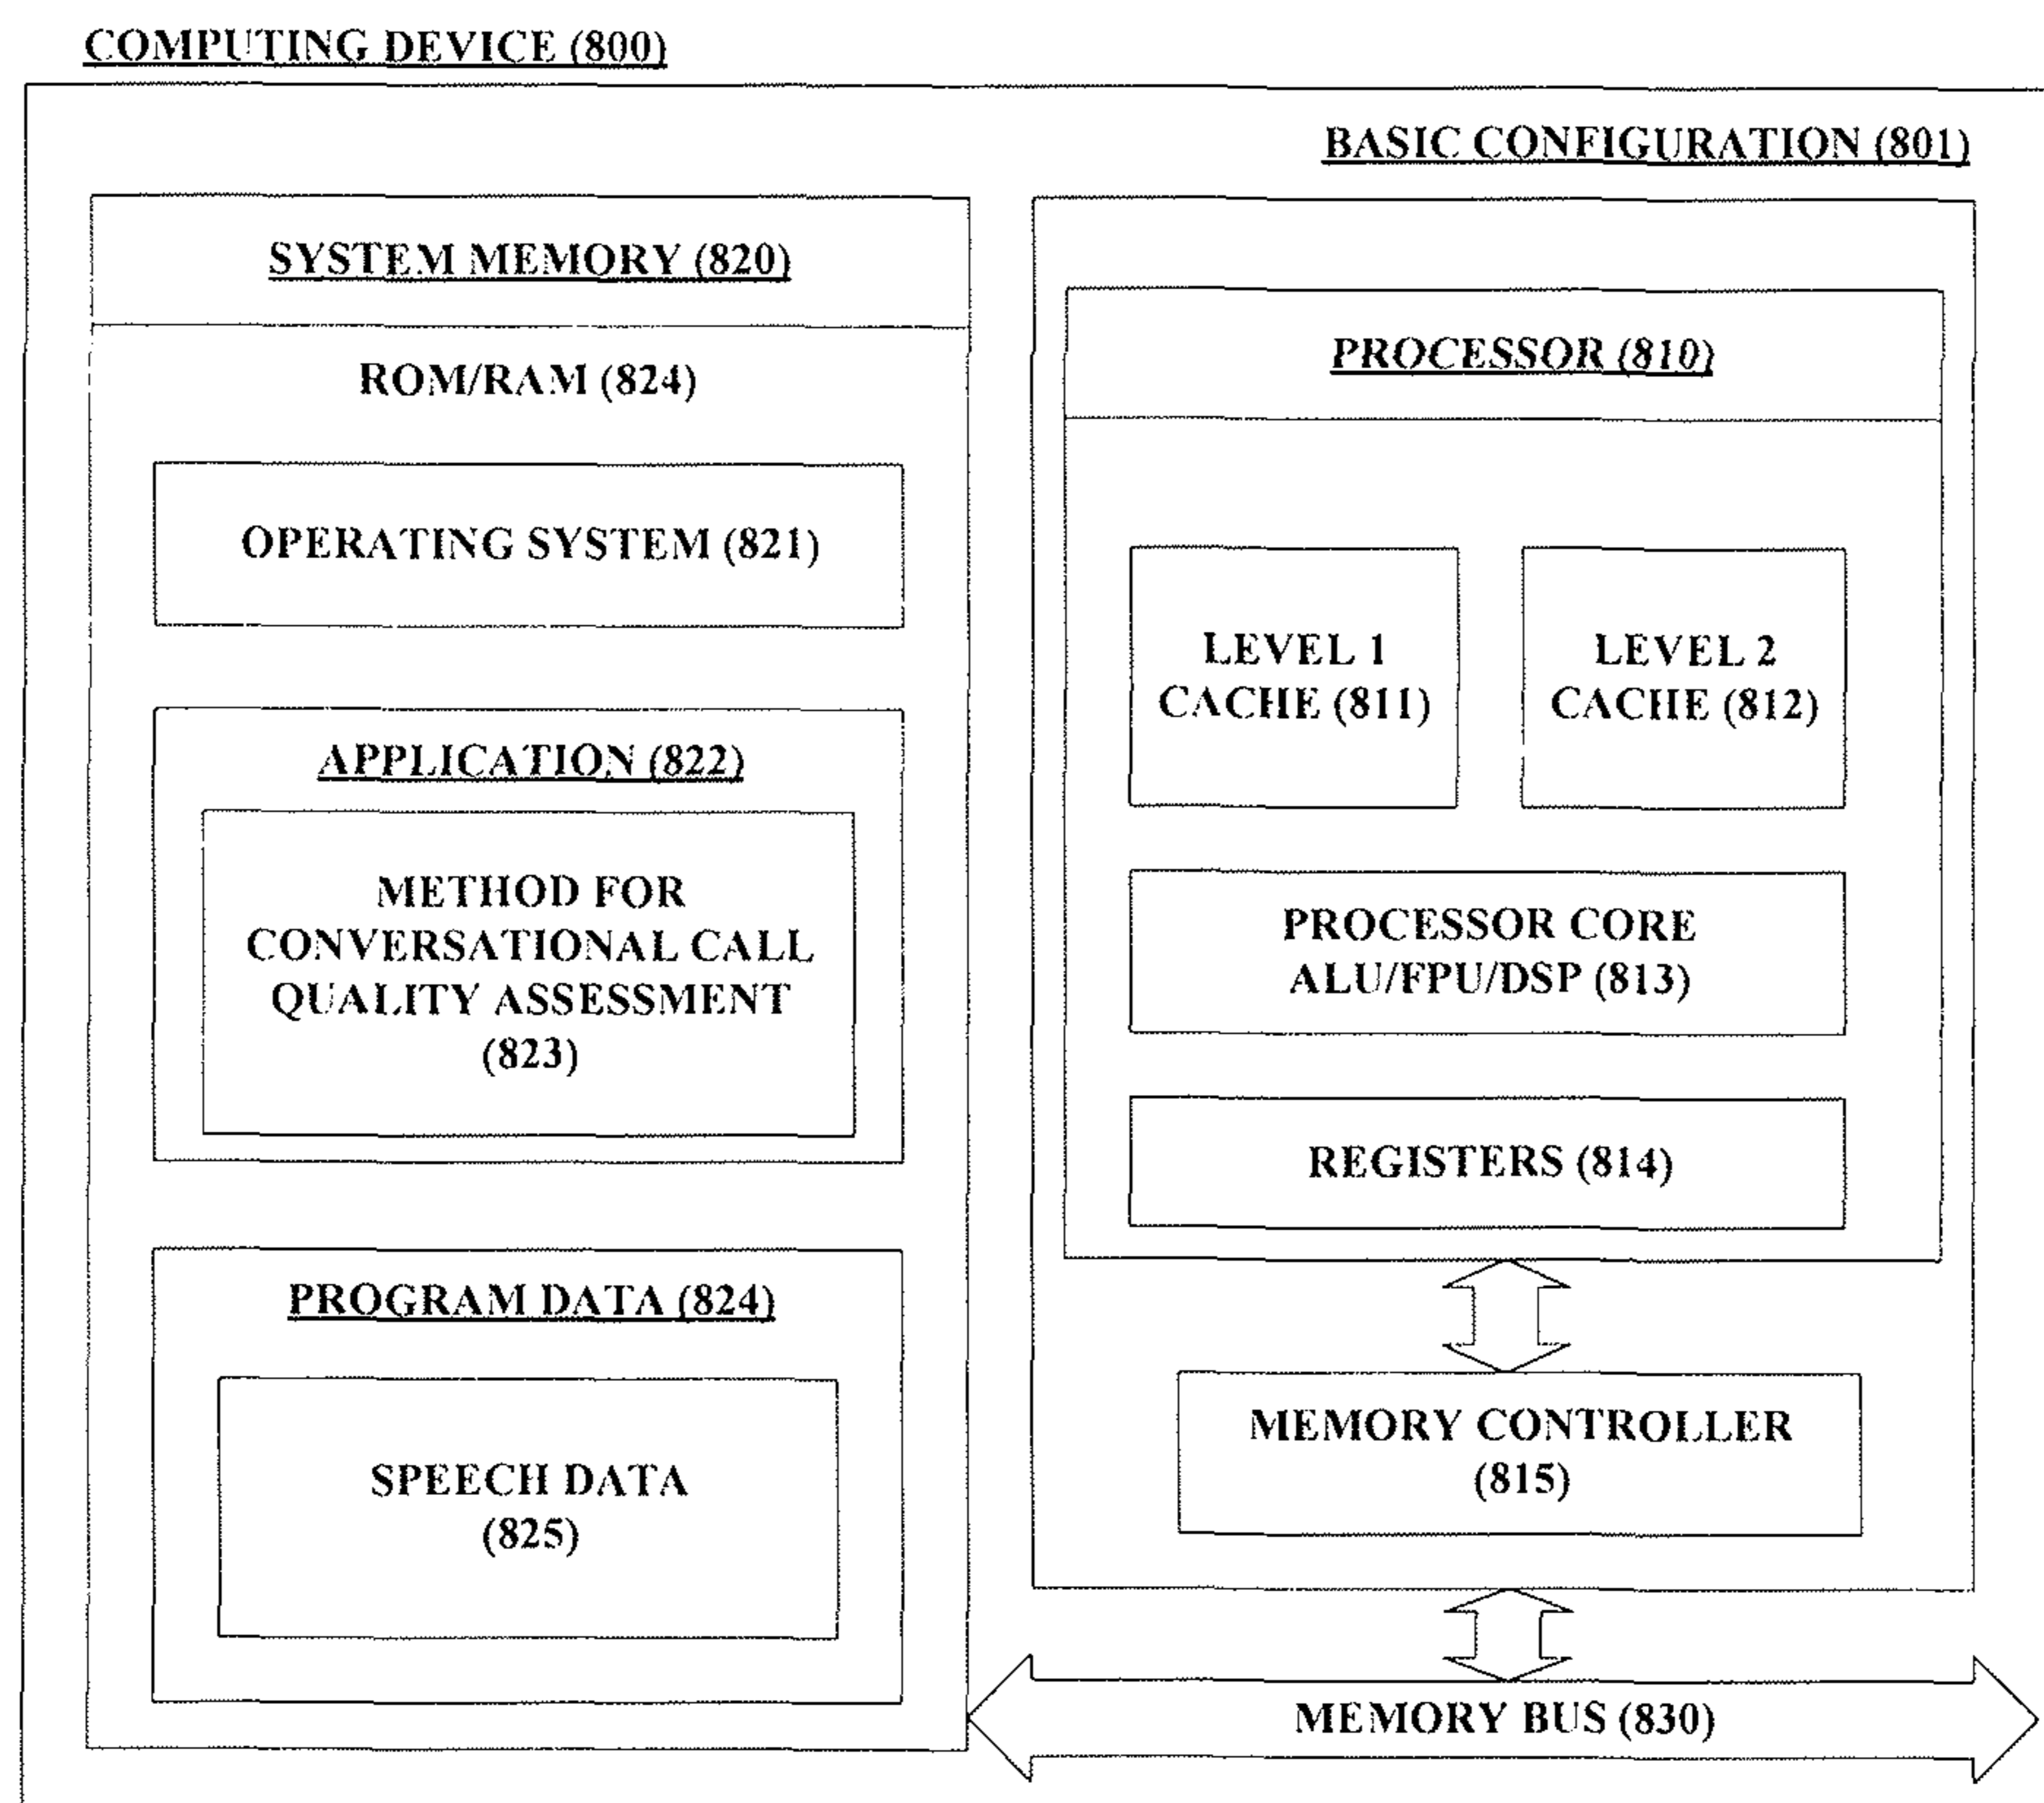 COMPUTING DEVICE (800)
BASIC CONFIGURATION (801)
SYSTEM MEMORY (820)
ROM/RAM (824)
OPERATING SYSTEM (821)
APPLICATION (822)
METHOD FOR
CONVERSATIONAL CALL
QUALITY ASSESSMENT
(823)
PROGRAM DATA (824)
SPEECH DATA
(825)
PROCESSOR (810)
LEVEL 1
CACHE (811)
LEVEL 2
CACHE (812)
PROCESSOR CORE
ALU/FPU/DSP (813)
REGISTERS (814)
MEMORY CONTROLLER
(815)
MEMORY BUS (830)